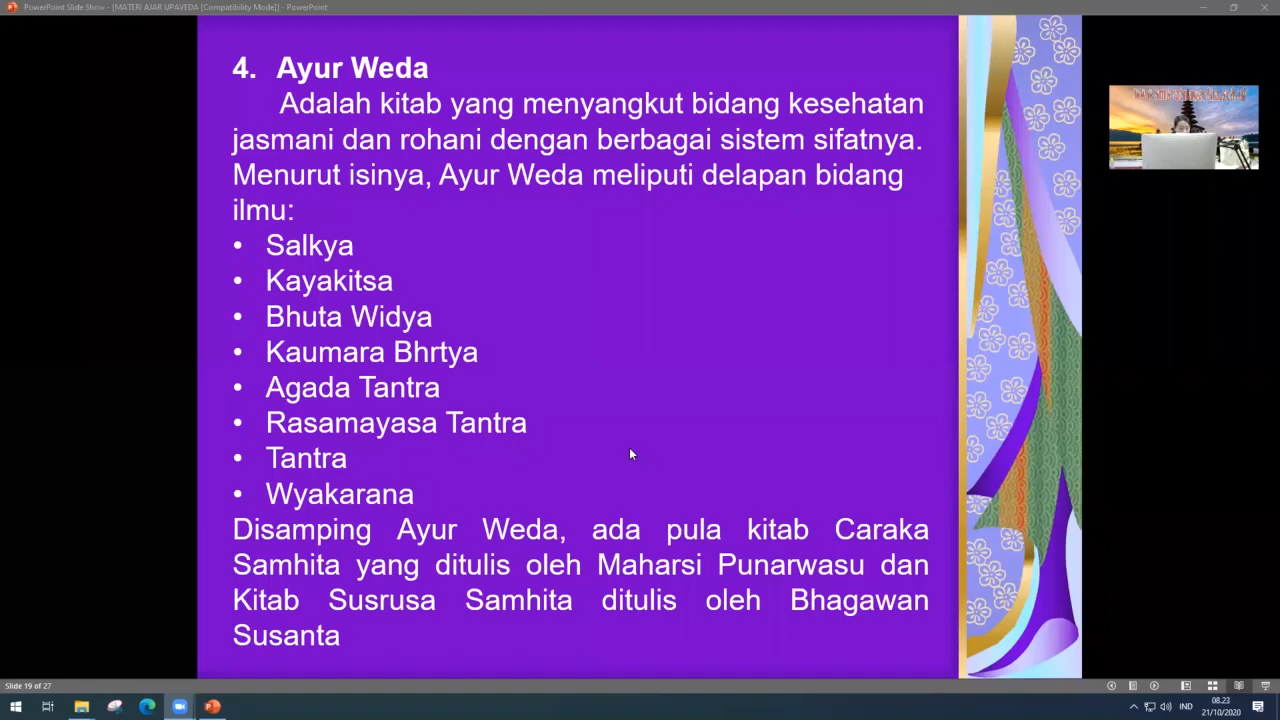 PowerPoint Slide Show - [MATERI AJAR UPAVEDA [Compatibility Mode]] - PowerPoint
4. Ayur Weda
Adalah kitab yang menyangkut bidang kesehatan
jasmani dan rohani dengan berbagai sistem sifatnya.
Menurut isinya, Ayur Weda meliputi delapan bidang
ilmu:
• Salkya
• Kayakitsa
• Bhuta Widya
• Kaumara Bhrtya
• Agada Tantra
• Rasamayasa Tantra
• Tantra
• Wyakarana
Disamping Ayur Weda, ada pula kitab Caraka
Samhita yang ditulis oleh Maharsi Punarwasu dan
Kitab Susrusa Samhita ditulis oleh Bhagawan
Susanta
Slide 19 of 27
IND
08.23
21/10/2020